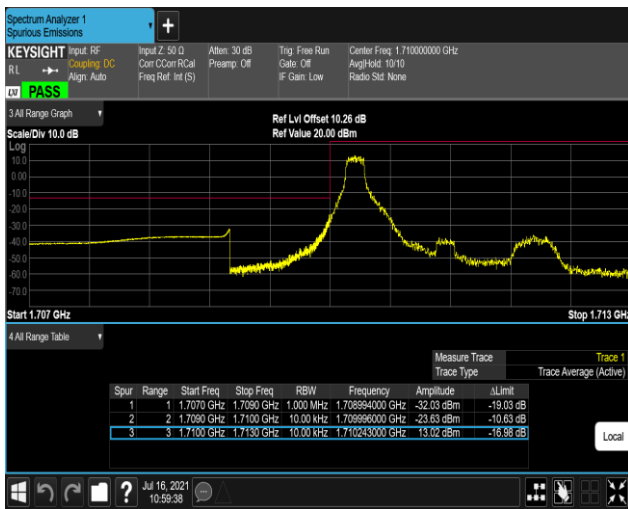 Spectrum Analyzer 1
Spurious Emissions
+
KEYSIGHT Input: RF Input Z: 50 Ω Atten: 30 dB Trig: Free Run Center Freq: 1.710000000 GHz
RL Coupling: DC Corr CCorr RCal Preamp: Off Gate: Off Avg|Hold: 10/10
Align: Auto Freq Ref: Int (S) IF Gain: Low Radio Std: None
LXI PASS
3 All Range Graph
Ref Lvl Offset 10.26 dB
Scale/Div 10.0 dB Ref Value 20.00 dBm
Log
10.0
0.00
-10.0
-20.0
-30.0
-40.0
-50.0
-60.0
-70.0
Start 1.707 GHz Stop 1.713 GHz
4 All Range Table
Measure Trace Trace 1
Trace Type Trace Average (Active)
Spur Range Start Freq Stop Freq RBW Frequency Amplitude ΔLimit
1 1 1.7070 GHz 1.7090 GHz 1.000 MHz 1.708994000 GHz -32.03 dBm -19.03 dB
2 2 1.7090 GHz 1.7100 GHz 10.00 kHz 1.709996000 GHz -23.63 dBm -10.63 dB
3 3 1.7100 GHz 1.7130 GHz 10.00 kHz 1.710243000 GHz 13.02 dBm -16.98 dB
Local
? Jul 16, 2021
10:59:38